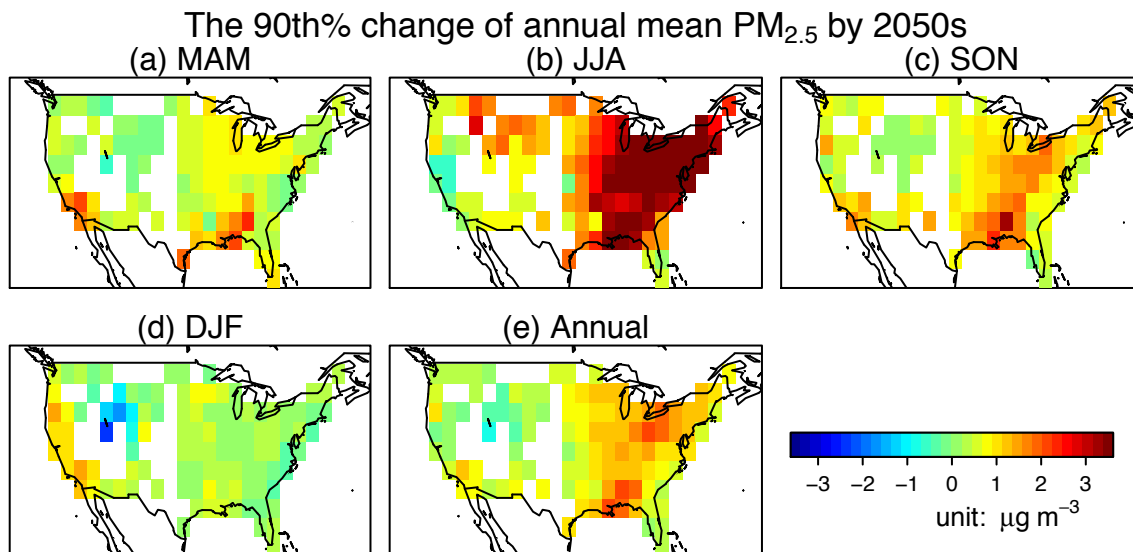 The 90th% change of annual mean PM₂.₅ by 2050s
(a) MAM
(b) JJA
(c) SON
(d) DJF
(e) Annual
−3 −2 −1 0 1 2 3
unit: μg m⁻³